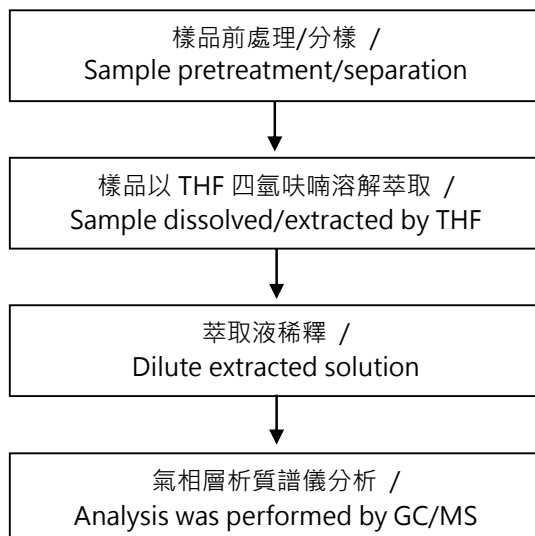 樣品前處理/分樣 /
Sample pretreatment/separation
樣品以 THF 四氫呋喃溶解萃取 /
Sample dissolved/extracted by THF
萃取液稀釋 /
Dilute extracted solution
氣相層析質譜儀分析 /
Analysis was performed by GC/MS